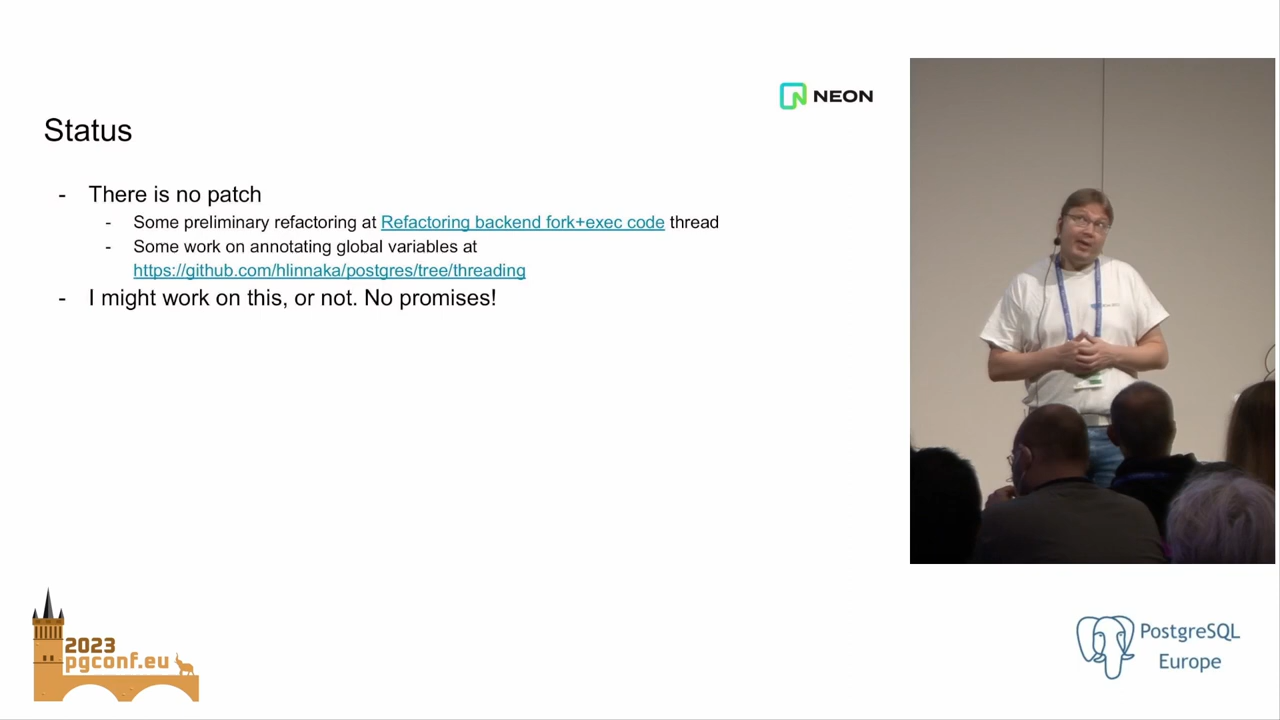 NEON
Status
- There is no patch
- Some preliminary refactoring at Refactoring backend fork+exec code thread
- Some work on annotating global variables at
https://github.com/hlinnaka/postgres/tree/threading
- I might work on this, or not. No promises!
2023
pgconf.eu
PostgreSQL
Europe